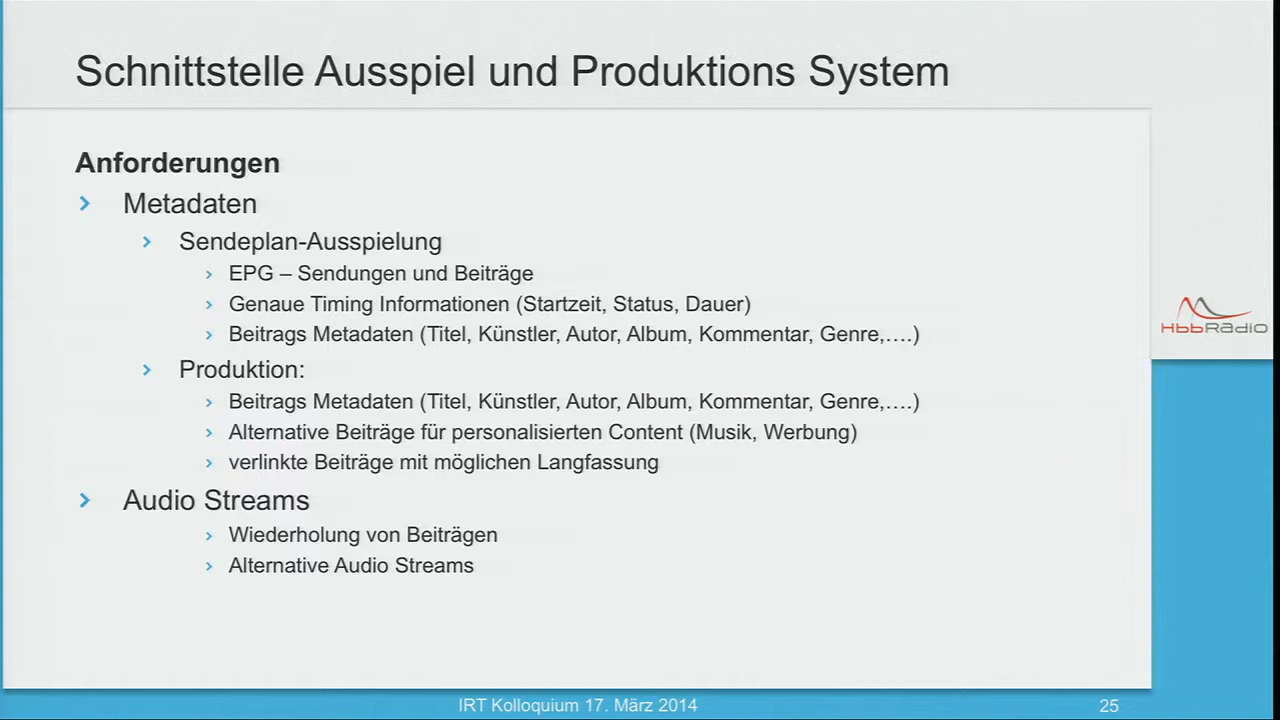 Schnittstelle Ausspiel und Produktions System
Anforderungen
Metadaten
Sendeplan-Ausspielung
EPG – Sendungen und Beiträge
Genaue Timing Informationen (Startzeit, Status, Dauer)
Beitrags Metadaten (Titel, Künstler, Autor, Album, Kommentar, Genre,….)
Produktion:
Beitrags Metadaten (Titel, Künstler, Autor, Album, Kommentar, Genre,….)
Alternative Beiträge für personalisierten Content (Musik, Werbung)
verlinkte Beiträge mit möglichen Langfassung
Audio Streams
Wiederholung von Beiträgen
Alternative Audio Streams
HbbRadio
IRT Kolloquium 17. März 2014
25